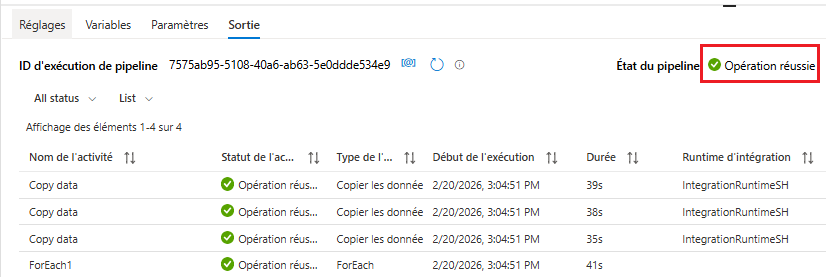 Réglages Variables Paramètres Sortie
ID d'exécution de pipeline 7575ab95-5108-40a6-ab63-5e0ddde534e9 État du pipeline Opération réussie
All status List
Affichage des éléments 1-4 sur 4
Nom de l'activité Statut de l'ac... Type de l'... Début de l'exécution Durée Runtime d'intégration
Copy data Opération réus... Copier les donnée 2/20/2026, 3:04:51 PM 39s IntegrationRuntimeSH
Copy data Opération réus... Copier les donnée 2/20/2026, 3:04:51 PM 38s IntegrationRuntimeSH
Copy data Opération réus... Copier les donnée 2/20/2026, 3:04:51 PM 35s IntegrationRuntimeSH
ForEach1 Opération réus... ForEach 2/20/2026, 3:04:51 PM 41s